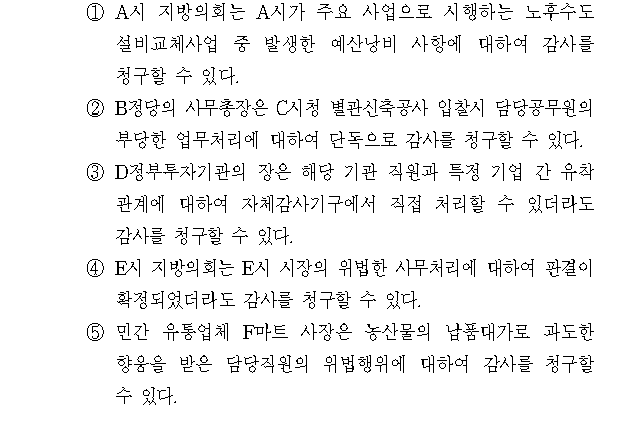 ① A시 지방의회는 A시가 주요 사업으로 시행하는 노후수도
설비교체사업 중 발생한 예산낭비 사항에 대하여 감사를
청구할 수 있다.
② B정당의 사무총장은 C시청 별관신축공사 입찰시 담당공무원의
부당한 업무처리에 대하여 단독으로 감사를 청구할 수 있다.
③ D정부투자기관의 장은 해당 기관 직원과 특정 기업 간 유착
관계에 대하여 자체감사기구에서 직접 처리할 수 있더라도
감사를 청구할 수 있다.
④ E시 지방의회는 E시 시장의 위법한 사무처리에 대하여 판결이
확정되었더라도 감사를 청구할 수 있다.
⑤ 민간 유통업체 F마트 사장은 농산물의 납품대가로 과도한
향응을 받은 담당직원의 위법행위에 대하여 감사를 청구할
수 있다.